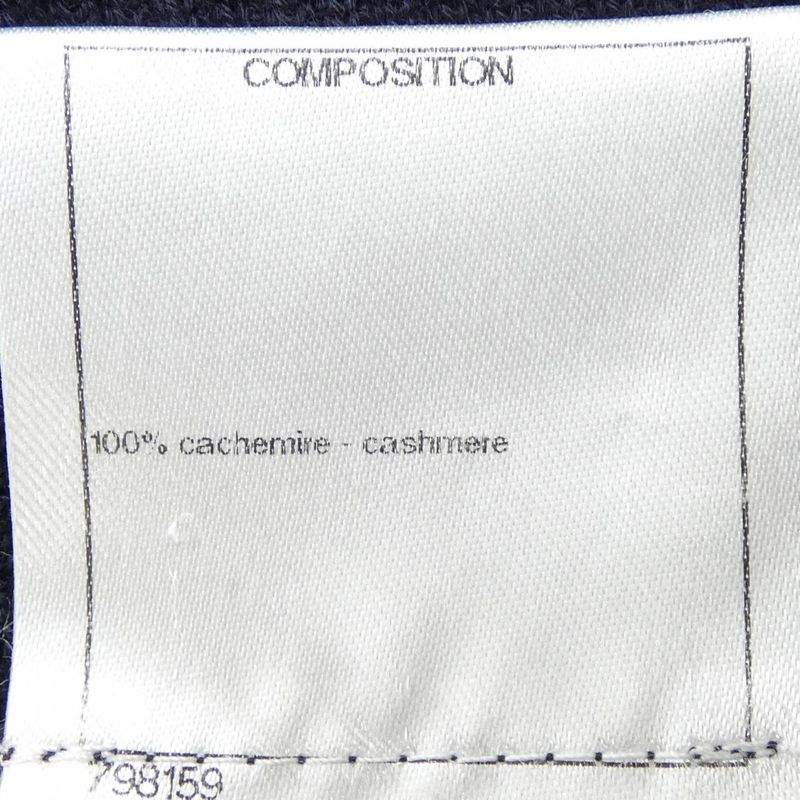 COMPOSITION
100% cachemire - cashmere
798159